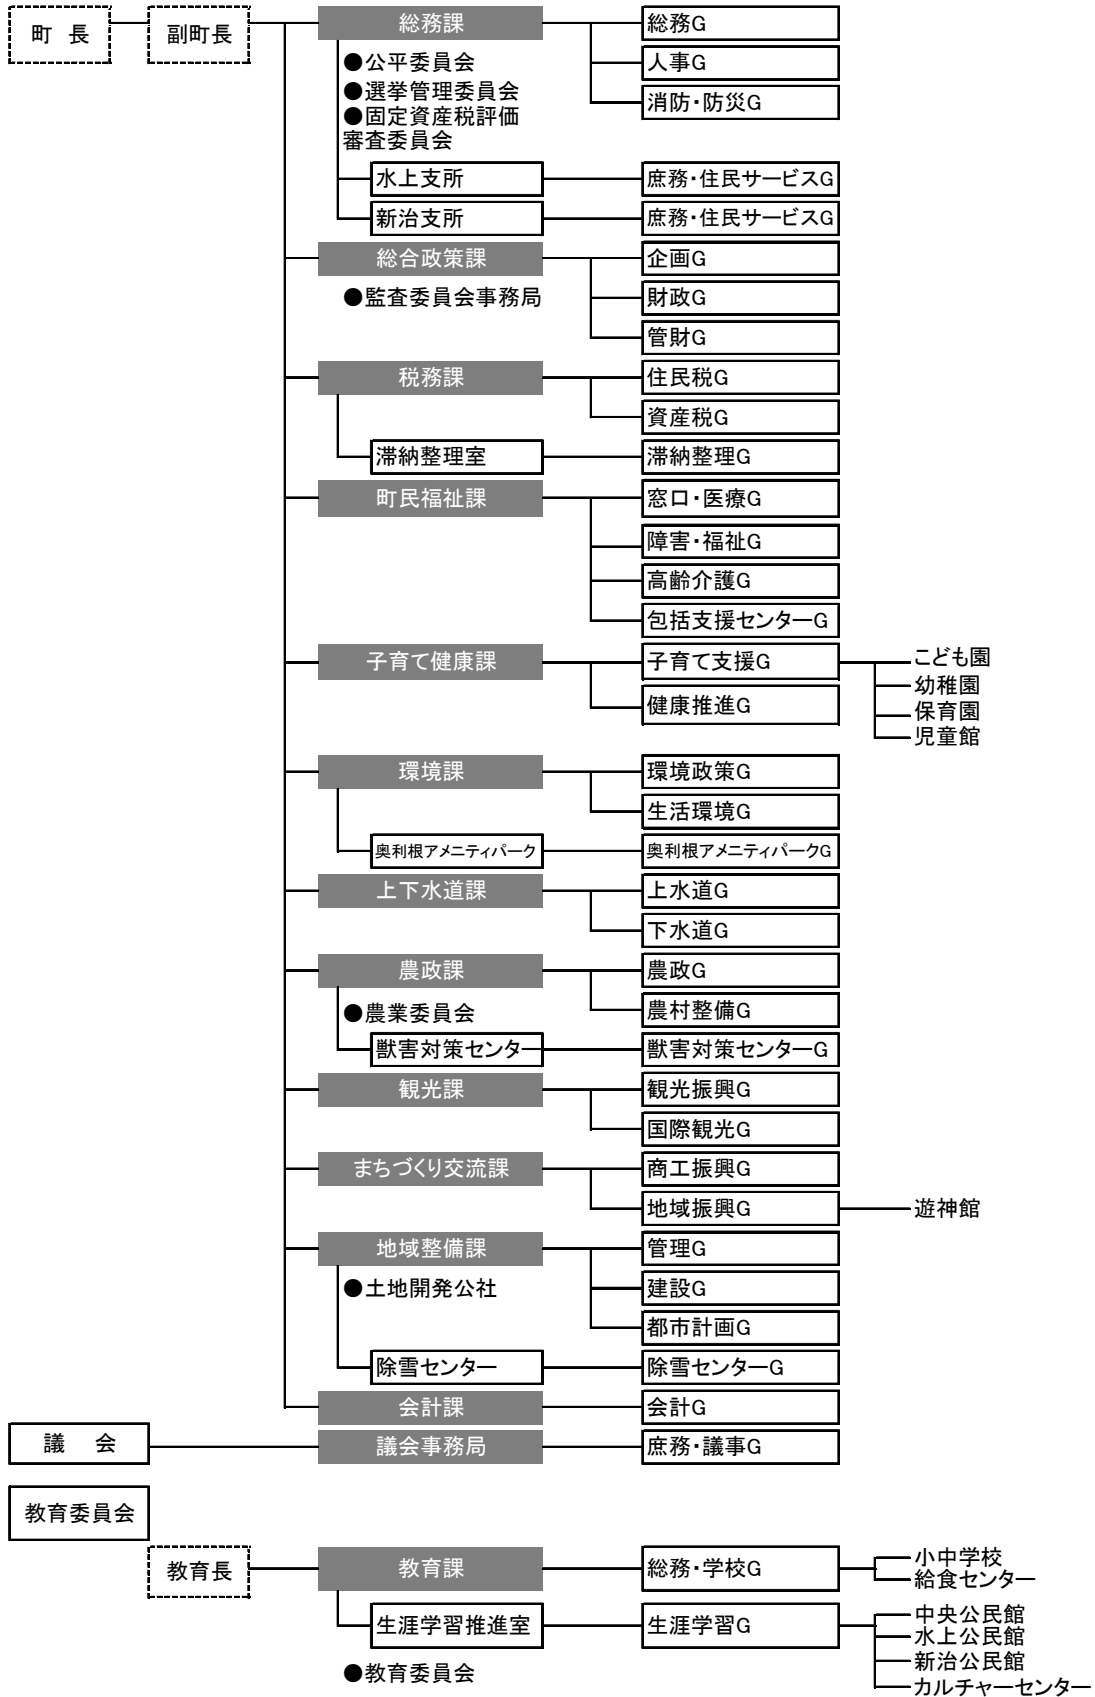 町 長
副町長
総務課
総務G
人事G
消防・防災G
●公平委員会
●選挙管理委員会
●固定資産税評価
審査委員会
水上支所
庶務・住民サービスG
新治支所
庶務・住民サービスG
総合政策課
企画G
●監査委員会事務局
財政G
管財G
税務課
住民税G
資産税G
滞納整理室
滞納整理G
町民福祉課
窓口・医療G
障害・福祉G
高齢介護G
包括支援センターG
子育て健康課
子育て支援G
こども園
幼稚園
保育園
児童館
健康推進G
環境課
環境政策G
生活環境G
奥利根アメニティパーク
奥利根アメニティパークG
上下水道課
上水道G
下水道G
農政課
農政G
●農業委員会
農村整備G
獣害対策センター
獣害対策センターG
観光課
観光振興G
国際観光G
まちづくり交流課
商工振興G
地域振興G
遊神館
地域整備課
管理G
●土地開発公社
建設G
都市計画G
除雪センター
除雪センターG
会計課
会計G
議 会
議会事務局
庶務・議事G
教育委員会
教育長
教育課
総務・学校G
小中学校
給食センター
生涯学習推進室
生涯学習G
中央公民館
水上公民館
新治公民館
カルチャーセンター
●教育委員会